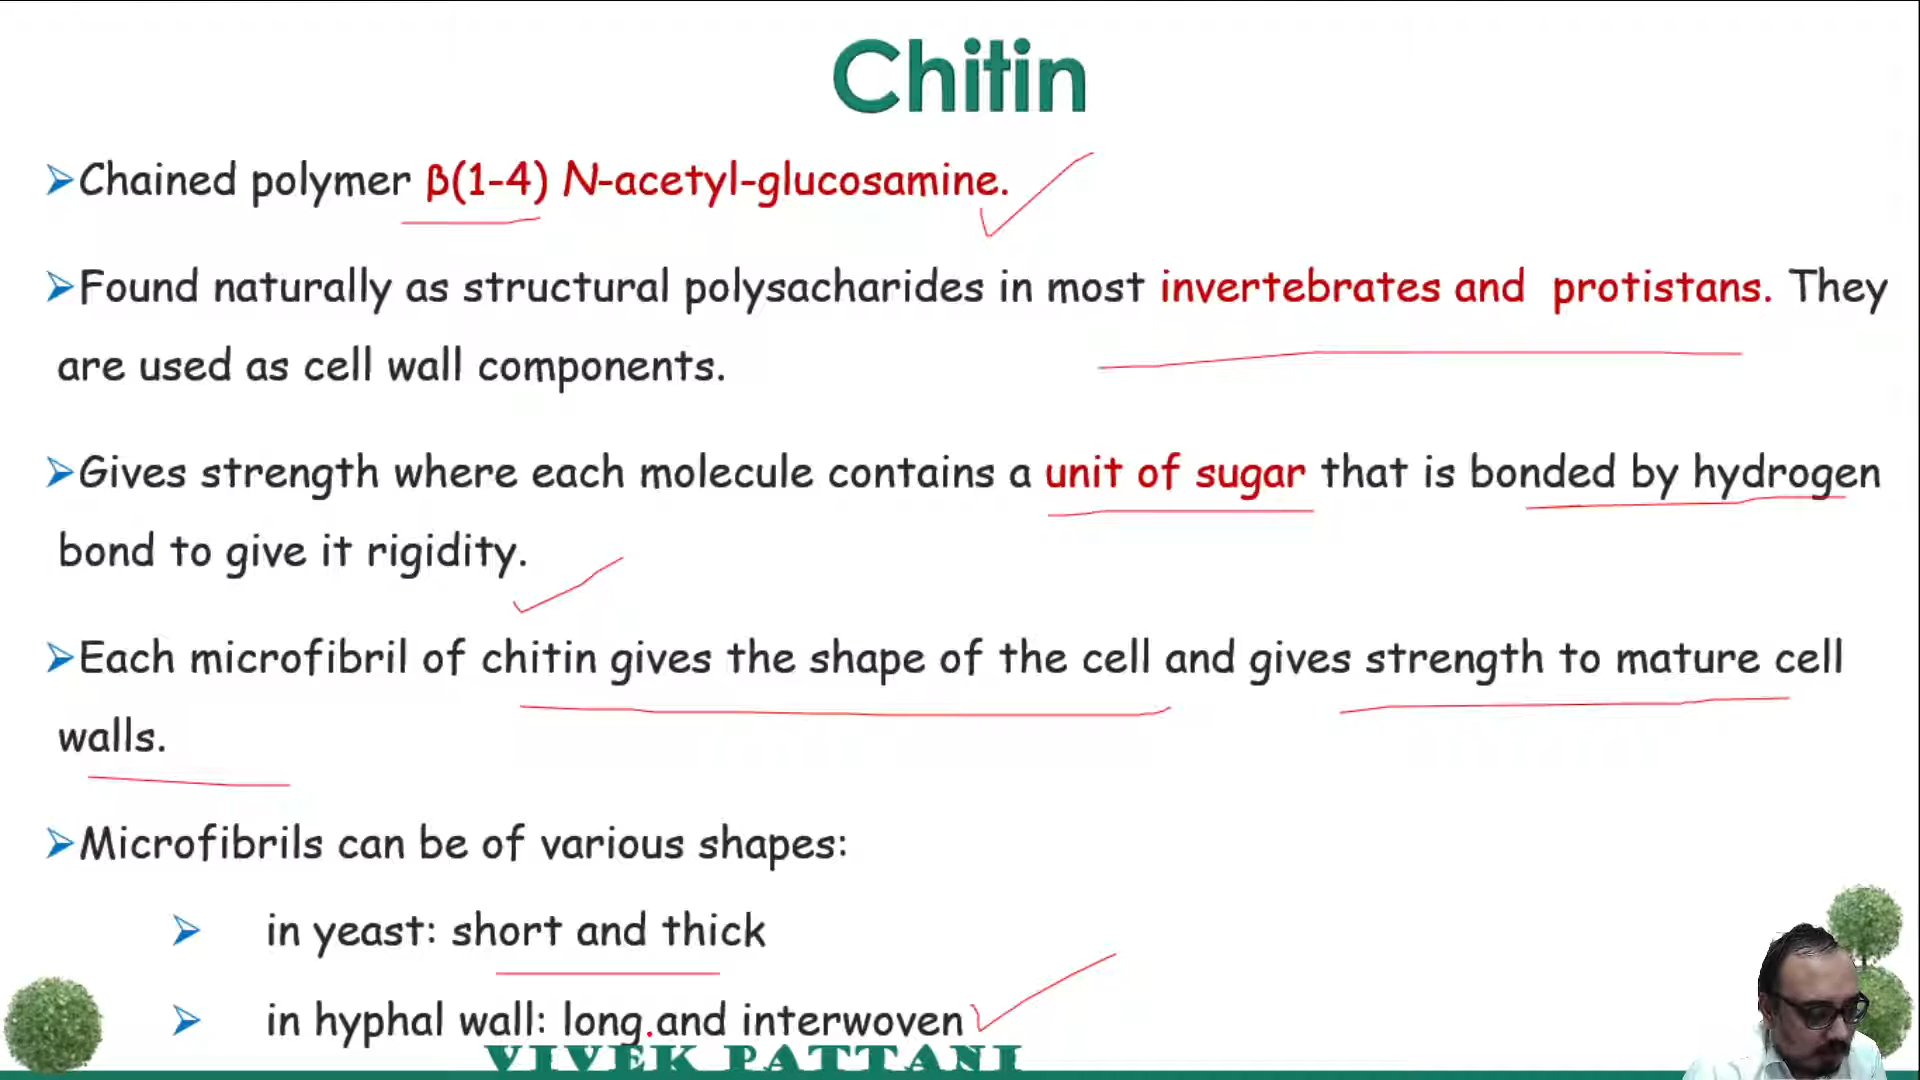 Chitin
➢Chained polymer β(1-4) N-acetyl-glucosamine.
➢Found naturally as structural polysacharides in most invertebrates and protistans. They
are used as cell wall components.
➢Gives strength where each molecule contains a unit of sugar that is bonded by hydrogen
bond to give it rigidity.
➢Each microfibril of chitin gives the shape of the cell and gives strength to mature cell
walls.
➢Microfibrils can be of various shapes:
➢ in yeast: short and thick
➢ in hyphal wall: long and interwoven
VIVEK PATTANI